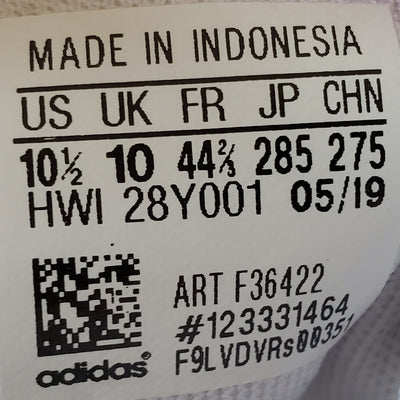 MADE IN INDONESIA
US UK FR JP CHN
10½ 10 44⅔ 285 275
HWI 28Y001 05/19
ART F36422
#123331464
F9LVDVRs00351
adidas®